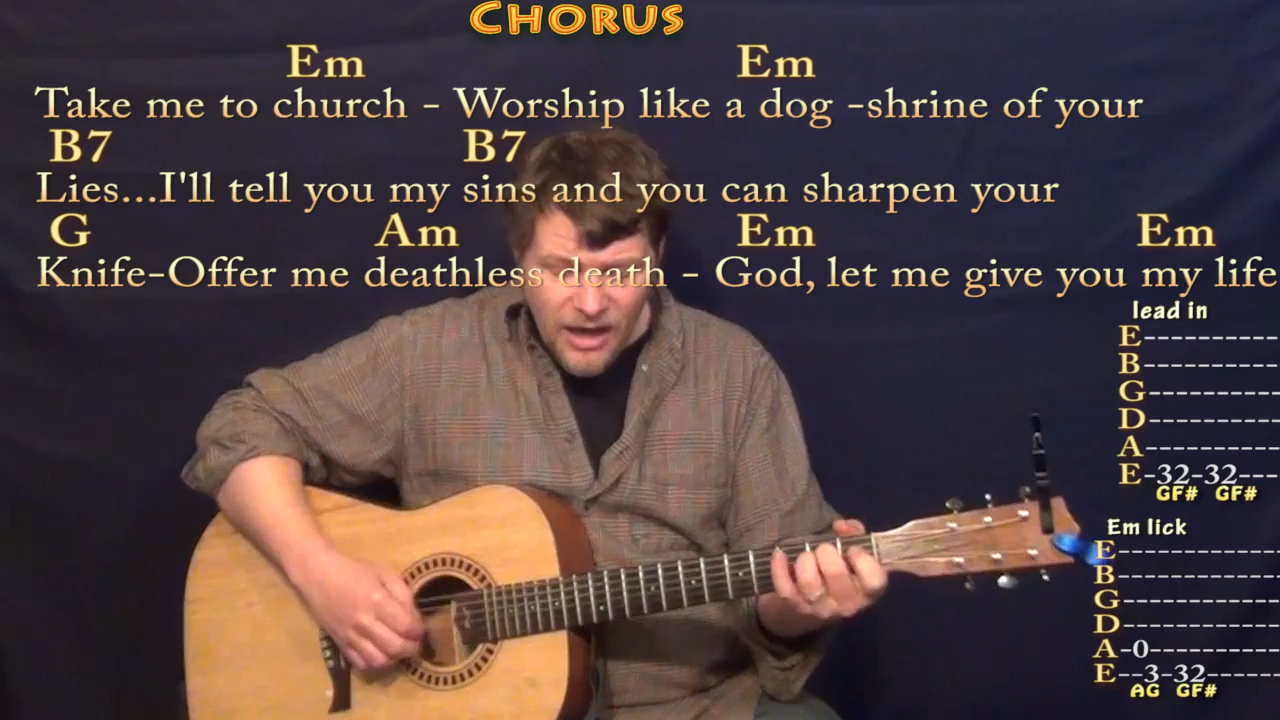 CHORUS
Em Em
Take me to church - Worship like a dog -shrine of your
B7 B7
Lies...I'll tell you my sins and you can sharpen your
G Am Em Em
Knife-Offer me deathless death - God, let me give you my life
lead in
E----------
B----------
G----------
D----------
A----------
E-32-32---
GF# GF#
Em lick
E-----------
B-----------
G-----------
D-----------
A-0---------
E--3-32-----
AG GF#